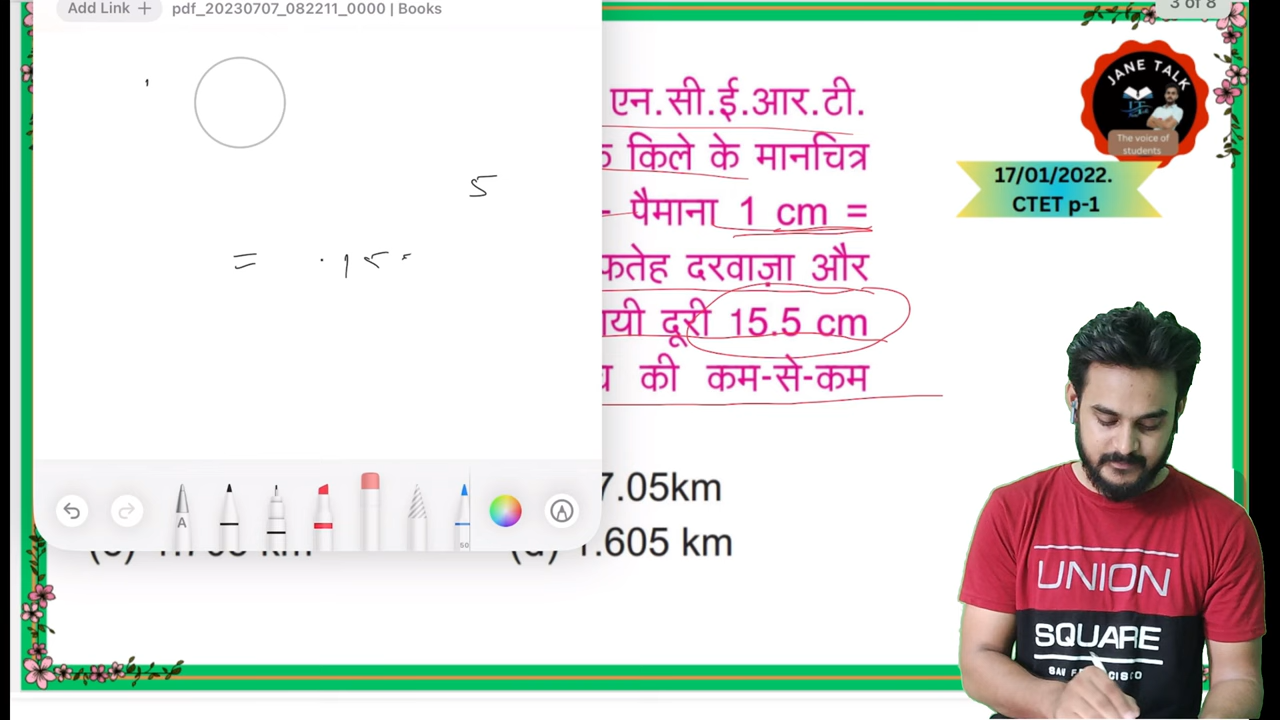 Add Link + pdf_20230707_082211_0000 | Books
3 of 8
एन.सी.ई.आर.टी.
किले के मानचित्र
पैमाना 1 cm =
फतेह दरवाज़ा और
यी दूरी 15.5 cm
की कम-से-कम
7.05km
1.605 km
5
=
JANE TALK
The voice of
students
17/01/2022.
CTET p-1
A
50
UNION
SQUARE